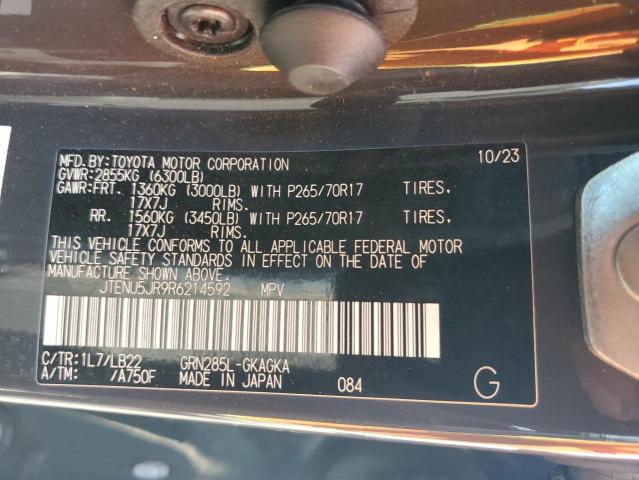 MFD.BY:TOYOTA MOTOR CORPORATION 10/23
GVWR:2855KG (6300LB)
GAWR:FRT. 1360KG (3000LB) WITH P265/70R17 TIRES,
17X7J RIMS.
RR. 1560KG (3450LB) WITH P265/70R17 TIRES,
17X7J RIMS.
THIS VEHICLE CONFORMS TO ALL APPLICABLE FEDERAL MOTOR
VEHICLE SAFETY STANDARDS IN EFFECT ON THE DATE OF
MANUFACTURE SHOWN ABOVE.
JTENU5JR9R6214592 MPV
C/TR:1L7/LB22 GRN285L-GKAGKA
A/TM: /A750F MADE IN JAPAN 084 G